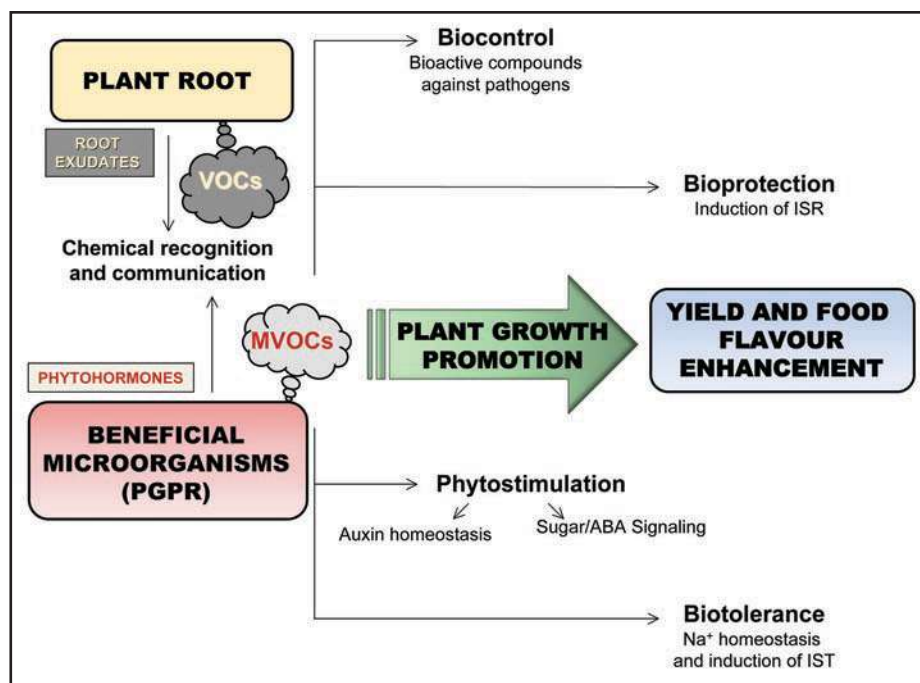 PLANT ROOT
ROOT
EXUDATES
VOCs
Chemical recognition
and communication
Biocontrol
Bioactive compounds
against pathogens
Bioprotection
Induction of ISR
MVOCs
PHYTOHORMONES
BENEFICIAL
MICROORGANISMS
(PGPR)
PLANT GROWTH
PROMOTION
YIELD AND FOOD
FLAVOUR
ENHANCEMENT
Phytostimulation
Auxin homeostasis
Sugar/ABA Signaling
Biotolerance
Na⁺ homeostasis
and induction of IST